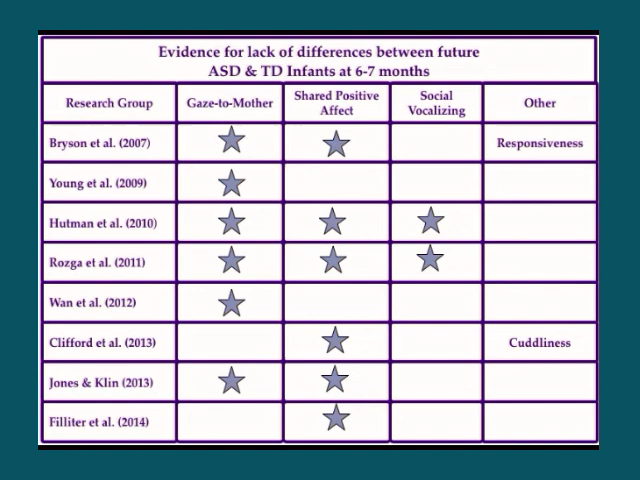 Evidence for lack of differences between future
ASD & TD Infants at 6-7 months
Research Group Gaze-to-Mother Shared Positive Affect Social Vocalizing Other
Bryson et al. (2007) Responsiveness
Young et al. (2009)
Hutman et al. (2010)
Rozga et al. (2011)
Wan et al. (2012)
Clifford et al. (2013) Cuddliness
Jones & Klin (2013)
Filliter et al. (2014)